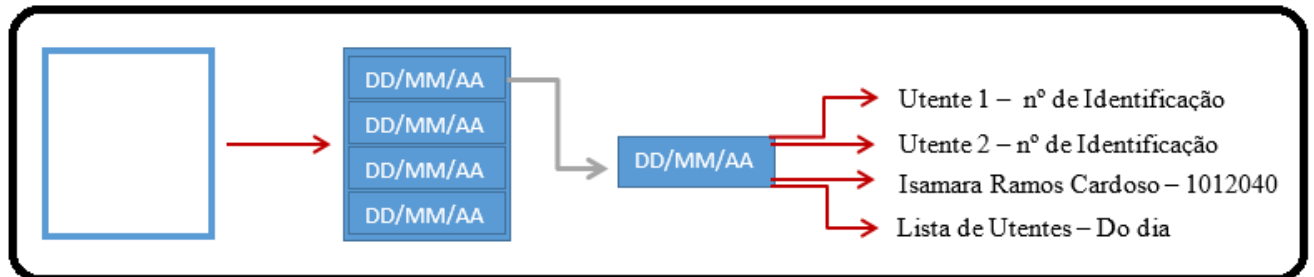 DD/MM/AA
DD/MM/AA
DD/MM/AA
DD/MM/AA
DD/MM/AA
Utente 1 – nº de Identificação
Utente 2 – nº de Identificação
Isamara Ramos Cardoso – 1012040
Lista de Utentes – Do dia